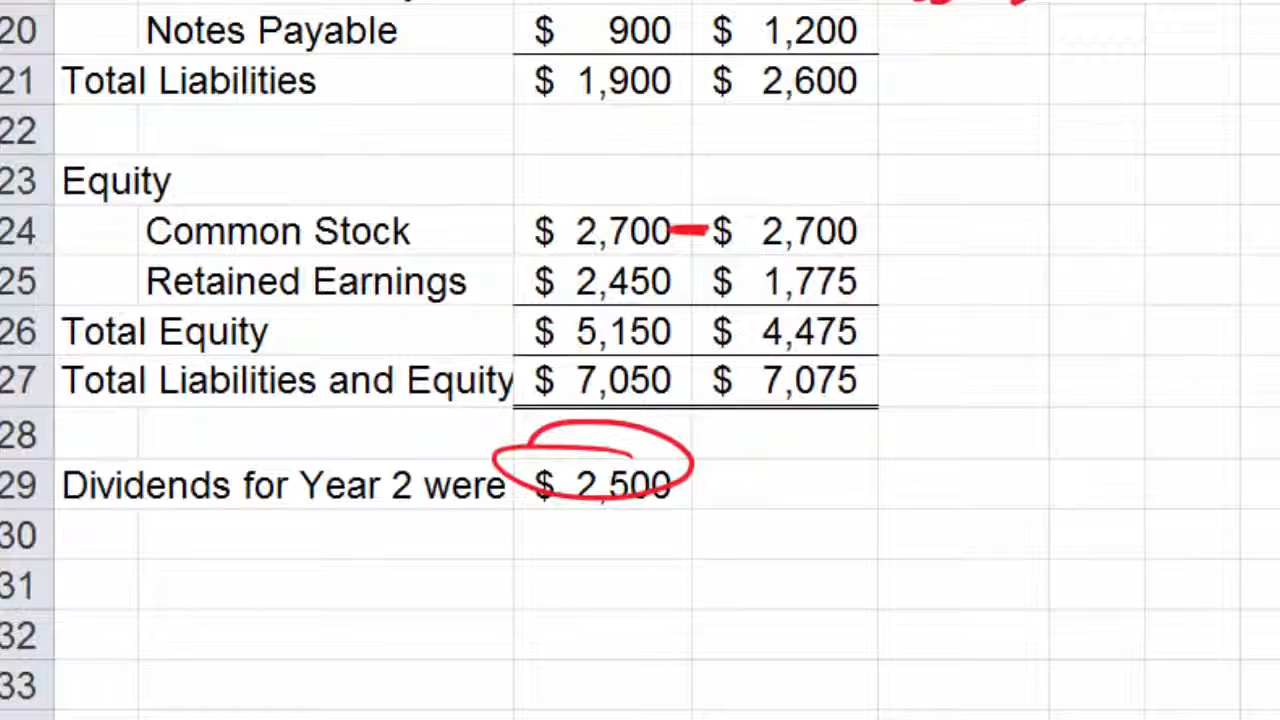 20 Notes Payable $ 900 $ 1,200
21 Total Liabilities $ 1,900 $ 2,600
22
23 Equity
24 Common Stock $ 2,700 $ 2,700
25 Retained Earnings $ 2,450 $ 1,775
26 Total Equity $ 5,150 $ 4,475
27 Total Liabilities and Equity $ 7,050 $ 7,075
28
29 Dividends for Year 2 were $ 2,500
30
31
32
33